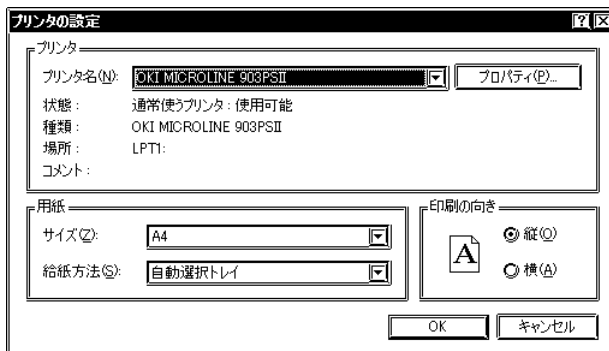 プリンタの設定
プリンタ
プリンタ名(N): OKI MICROLINE 903PSII プロパティ(P)...
状態： 通常使うプリンタ：使用可能
種類： OKI MICROLINE 903PSII
場所： LPT1:
コメント：
用紙
サイズ(Z): A4
給紙方法(S): 自動選択トレイ
印刷の向き
A
縦(O)
横(A)
OK キャンセル